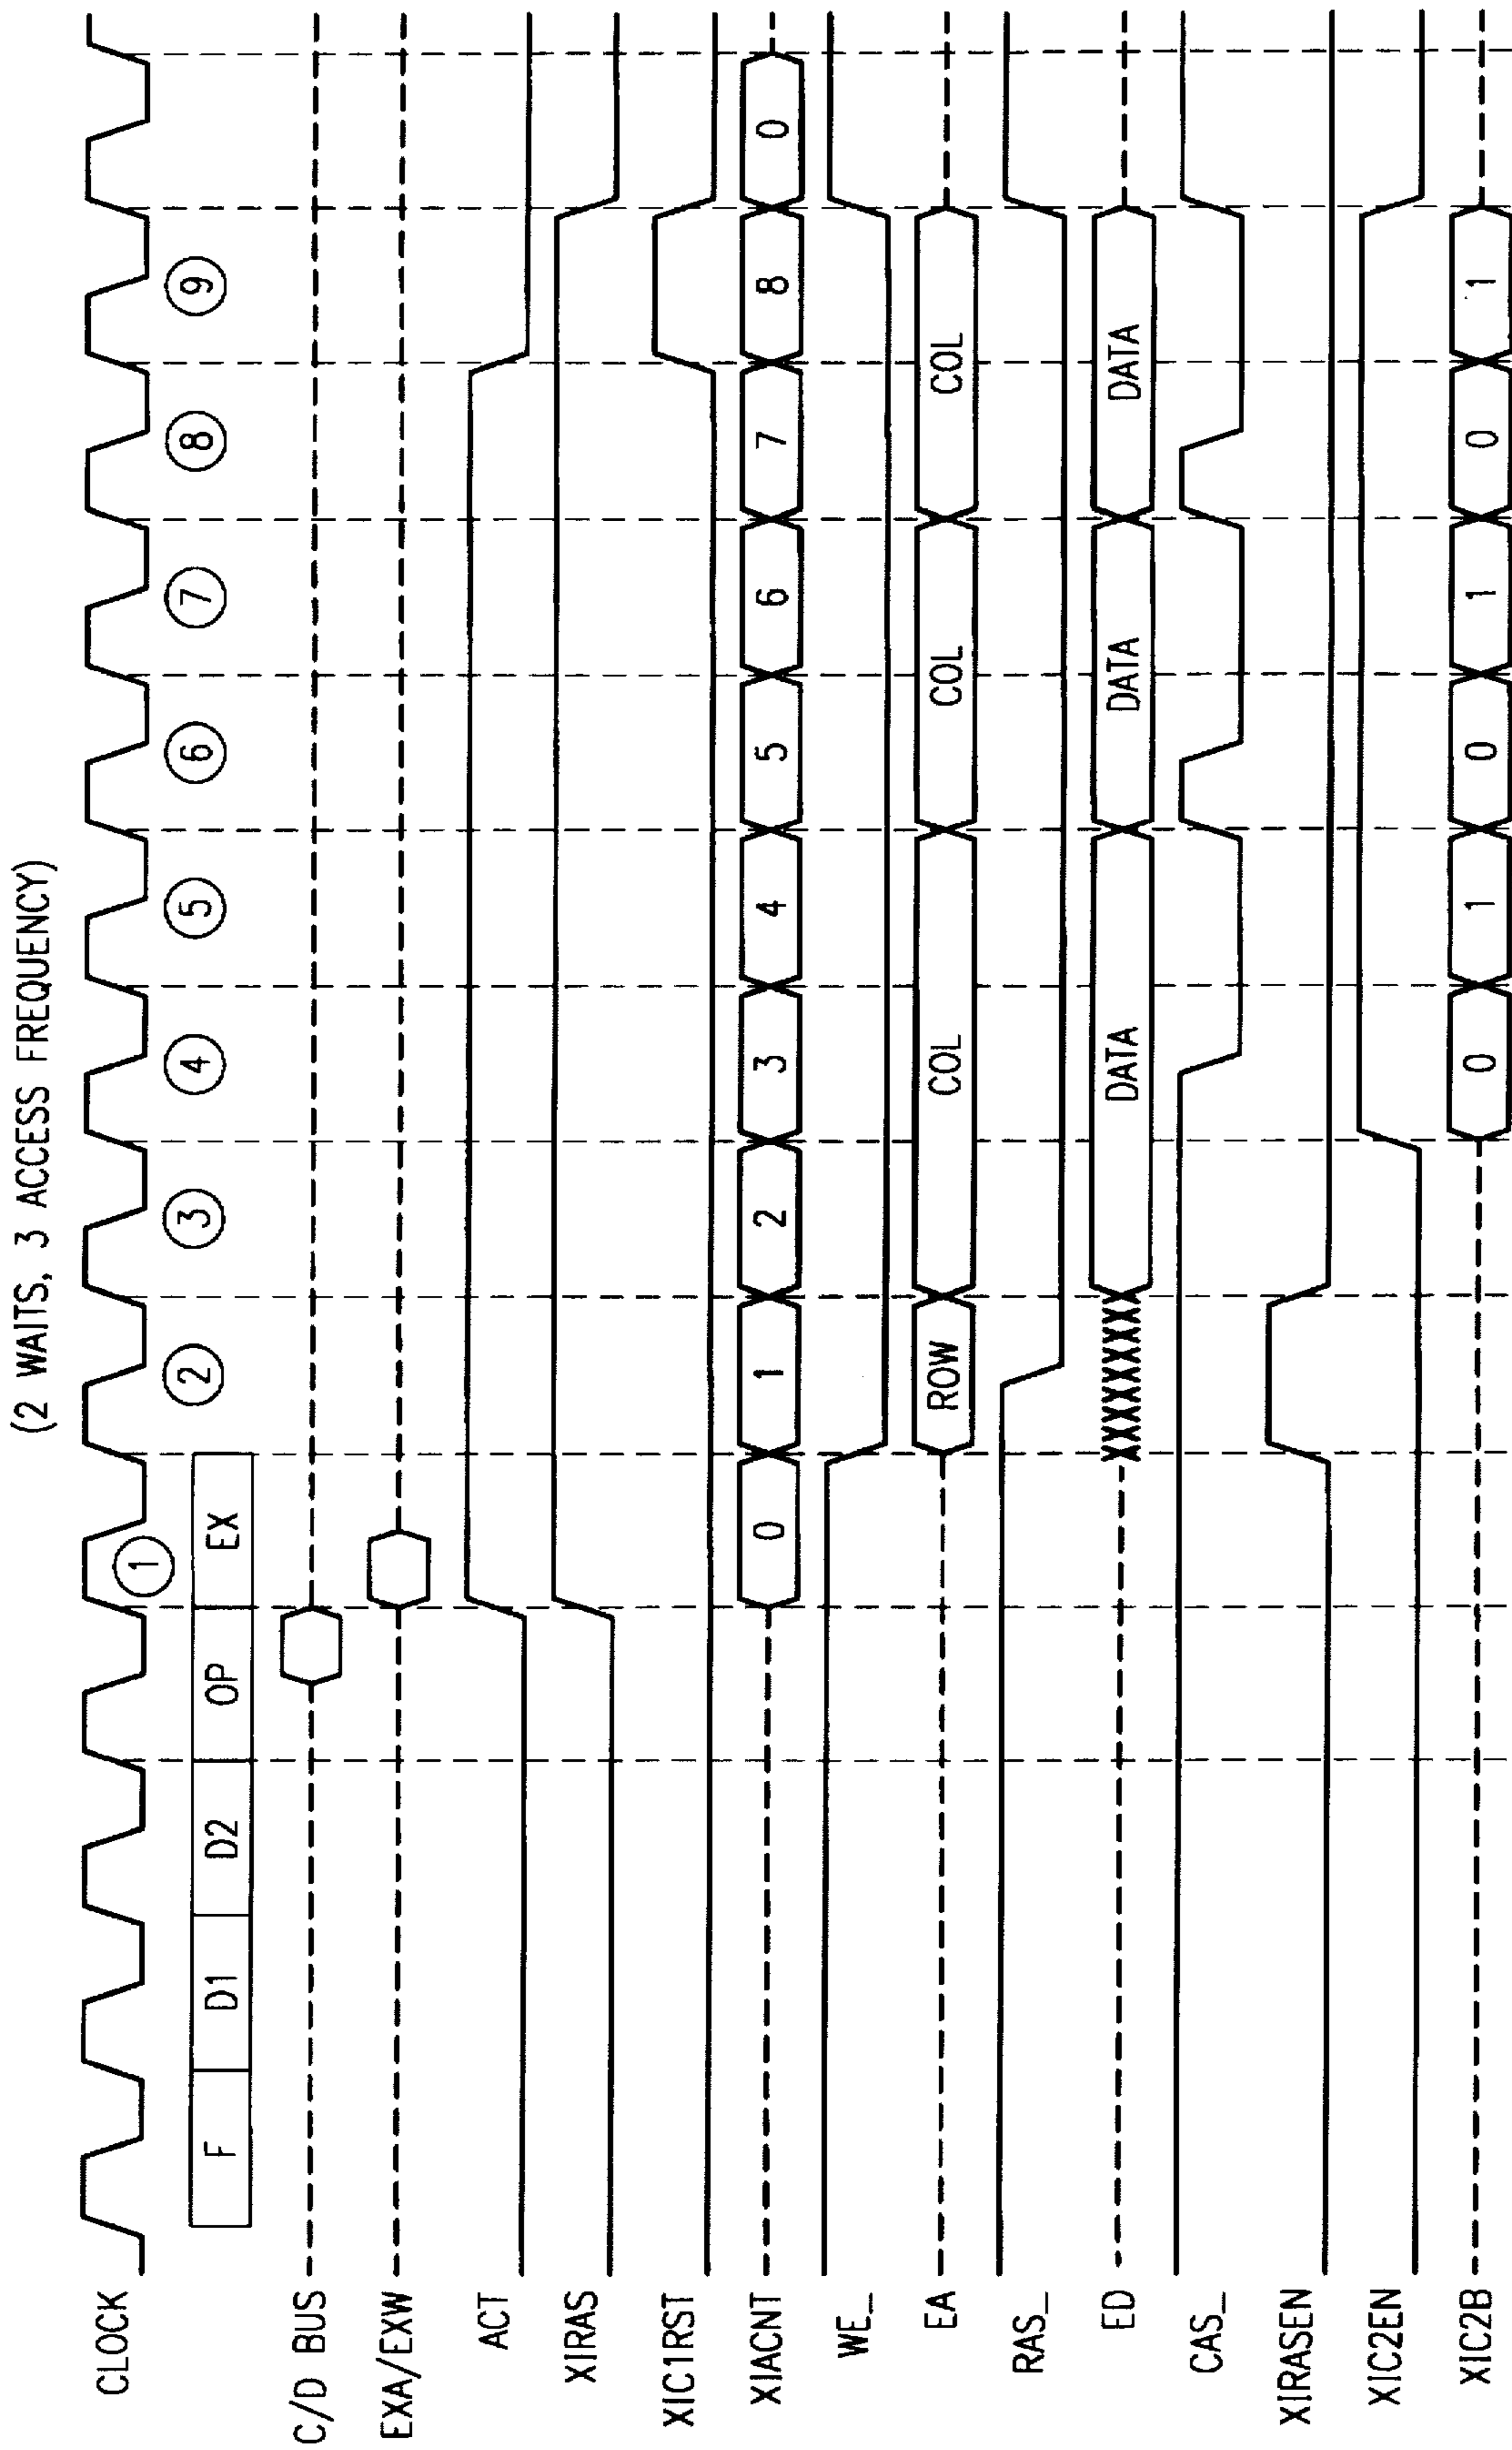 (2 WAITS, 3 ACCESS FREQUENCY)
CLOCK
F D1 D2 OP EX
1 2 3 4 5 6 7 8 9
C/D BUS
EXA/EXW
ACT
XIRAS
XIC1RST
XIACNT 0 1 2 3 4 5 6 7 8 0
WE_
EA ROW COL COL COL
RAS_
ED XXXXXXXX DATA DATA DATA
CAS_
XIRASEN
XIC2EN
XIC2B 0 1 0 1 0 1